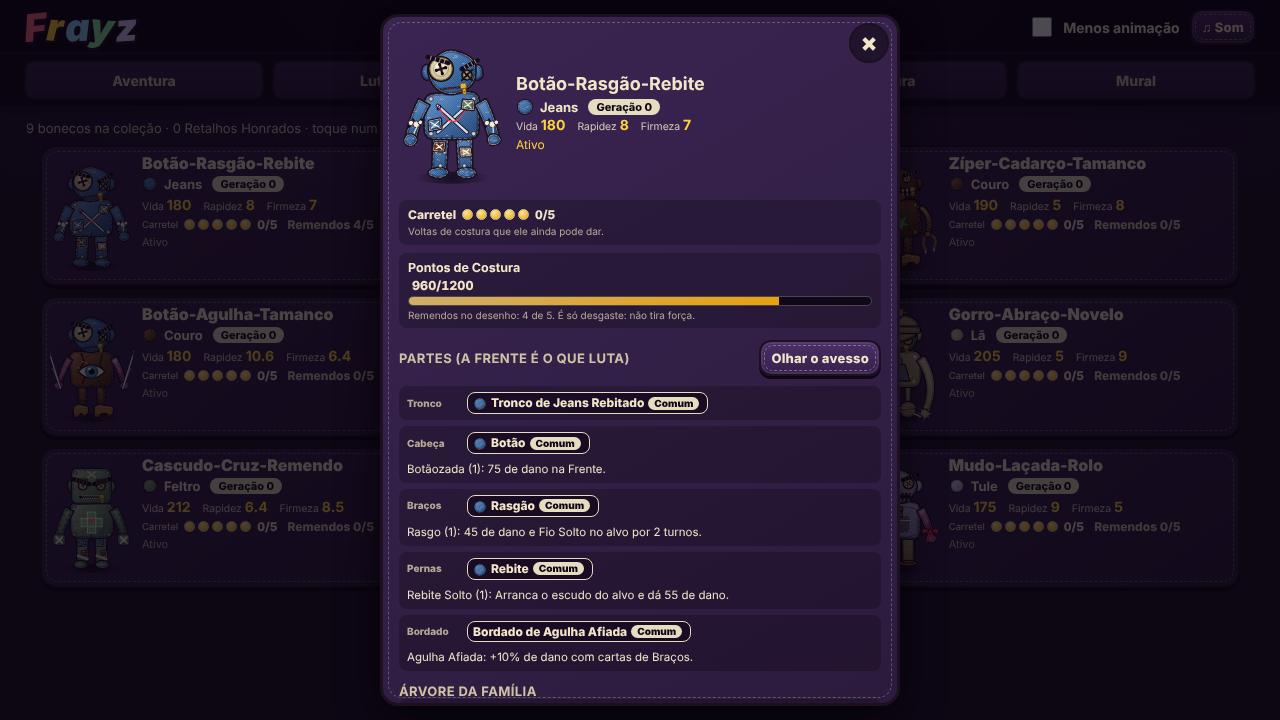 Frayz
Menos animação
♫ Som
Aventura
Mural
9 bonecos na coleção · 0 Retalhos Honrados · toque num
Botão-Rasgão-Rebite
Jeans Geração 0
Vida 180 Rapidez 8 Firmeza 7
Carretel 0/5 Remendos 4/5
Ativo
Botão-Agulha-Tamanco
Couro Geração 0
Vida 180 Rapidez 10.6 Firmeza 6.4
Carretel 0/5 Remendos 0/5
Ativo
Cascudo-Cruz-Remendo
Feltro Geração 0
Vida 212 Rapidez 6.4 Firmeza 8.5
Carretel 0/5 Remendos 0/5
Ativo
Botão-Rasgão-Rebite
Jeans Geração 0
Vida 180 Rapidez 8 Firmeza 7
Ativo
Carretel 0/5
Voltas de costura que ele ainda pode dar.
Pontos de Costura
960/1200
Remendos no desenho: 4 de 5. É só desgaste: não tira força.
PARTES (A FRENTE É O QUE LUTA)
Olhar o avesso
Tronco Tronco de Jeans Rebitado Comum
Cabeça Botão Comum
Botãozada (1): 75 de dano na Frente.
Braços Rasgão Comum
Rasgo (1): 45 de dano e Fio Solto no alvo por 2 turnos.
Pernas Rebite Comum
Rebite Solto (1): Arranca o escudo do alvo e dá 55 de dano.
Bordado Bordado de Agulha Afiada Comum
Agulha Afiada: +10% de dano com cartas de Braços.
ÁRVORE DA FAMÍLIA
Zíper-Cadarço-Tamanco
Couro Geração 0
Vida 190 Rapidez 5 Firmeza 8
Carretel 0/5 Remendos 0/5
Ativo
Gorro-Abraço-Novelo
Lã Geração 0
Vida 205 Rapidez 5 Firmeza 9
Carretel 0/5 Remendos 0/5
Ativo
Mudo-Laçada-Rolo
Tule Geração 0
Vida 175 Rapidez 9 Firmeza 5
Carretel 0/5 Remendos 0/5
Ativo